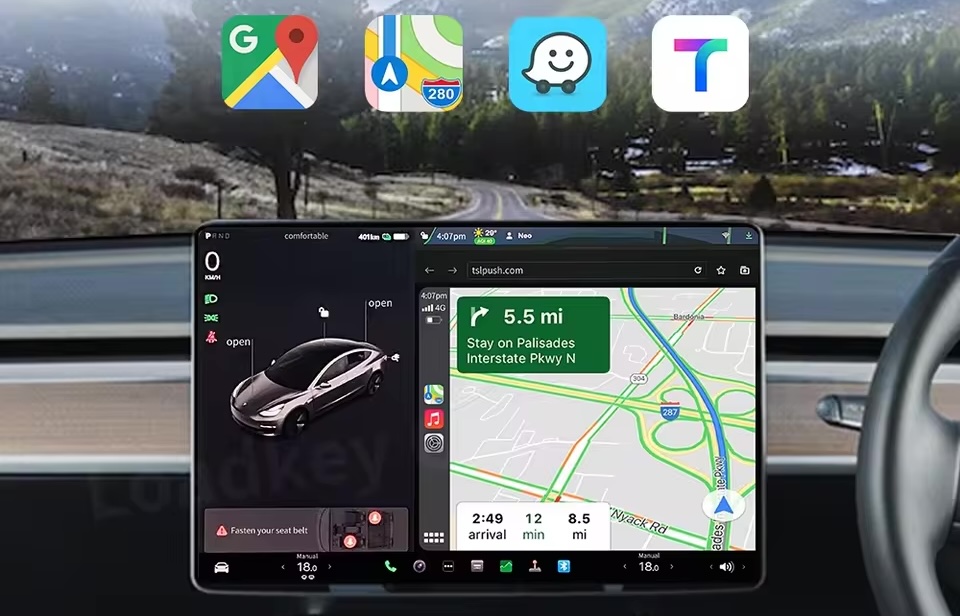 G
280
T
PRND
comfortable
401km
4:07pm
29°
AQI 40
Neo
0
KM/H
tslpush.com
open
open
4:07pm
4G
5.5 mi
Stay on Palisades
Interstate Pkwy N
Bardonia
304
287
Nyack Rd
2:49
arrival
12
min
8.5
mi
Loadkey
Fasten your seat belt
Manual
18.0
Manual
18.0